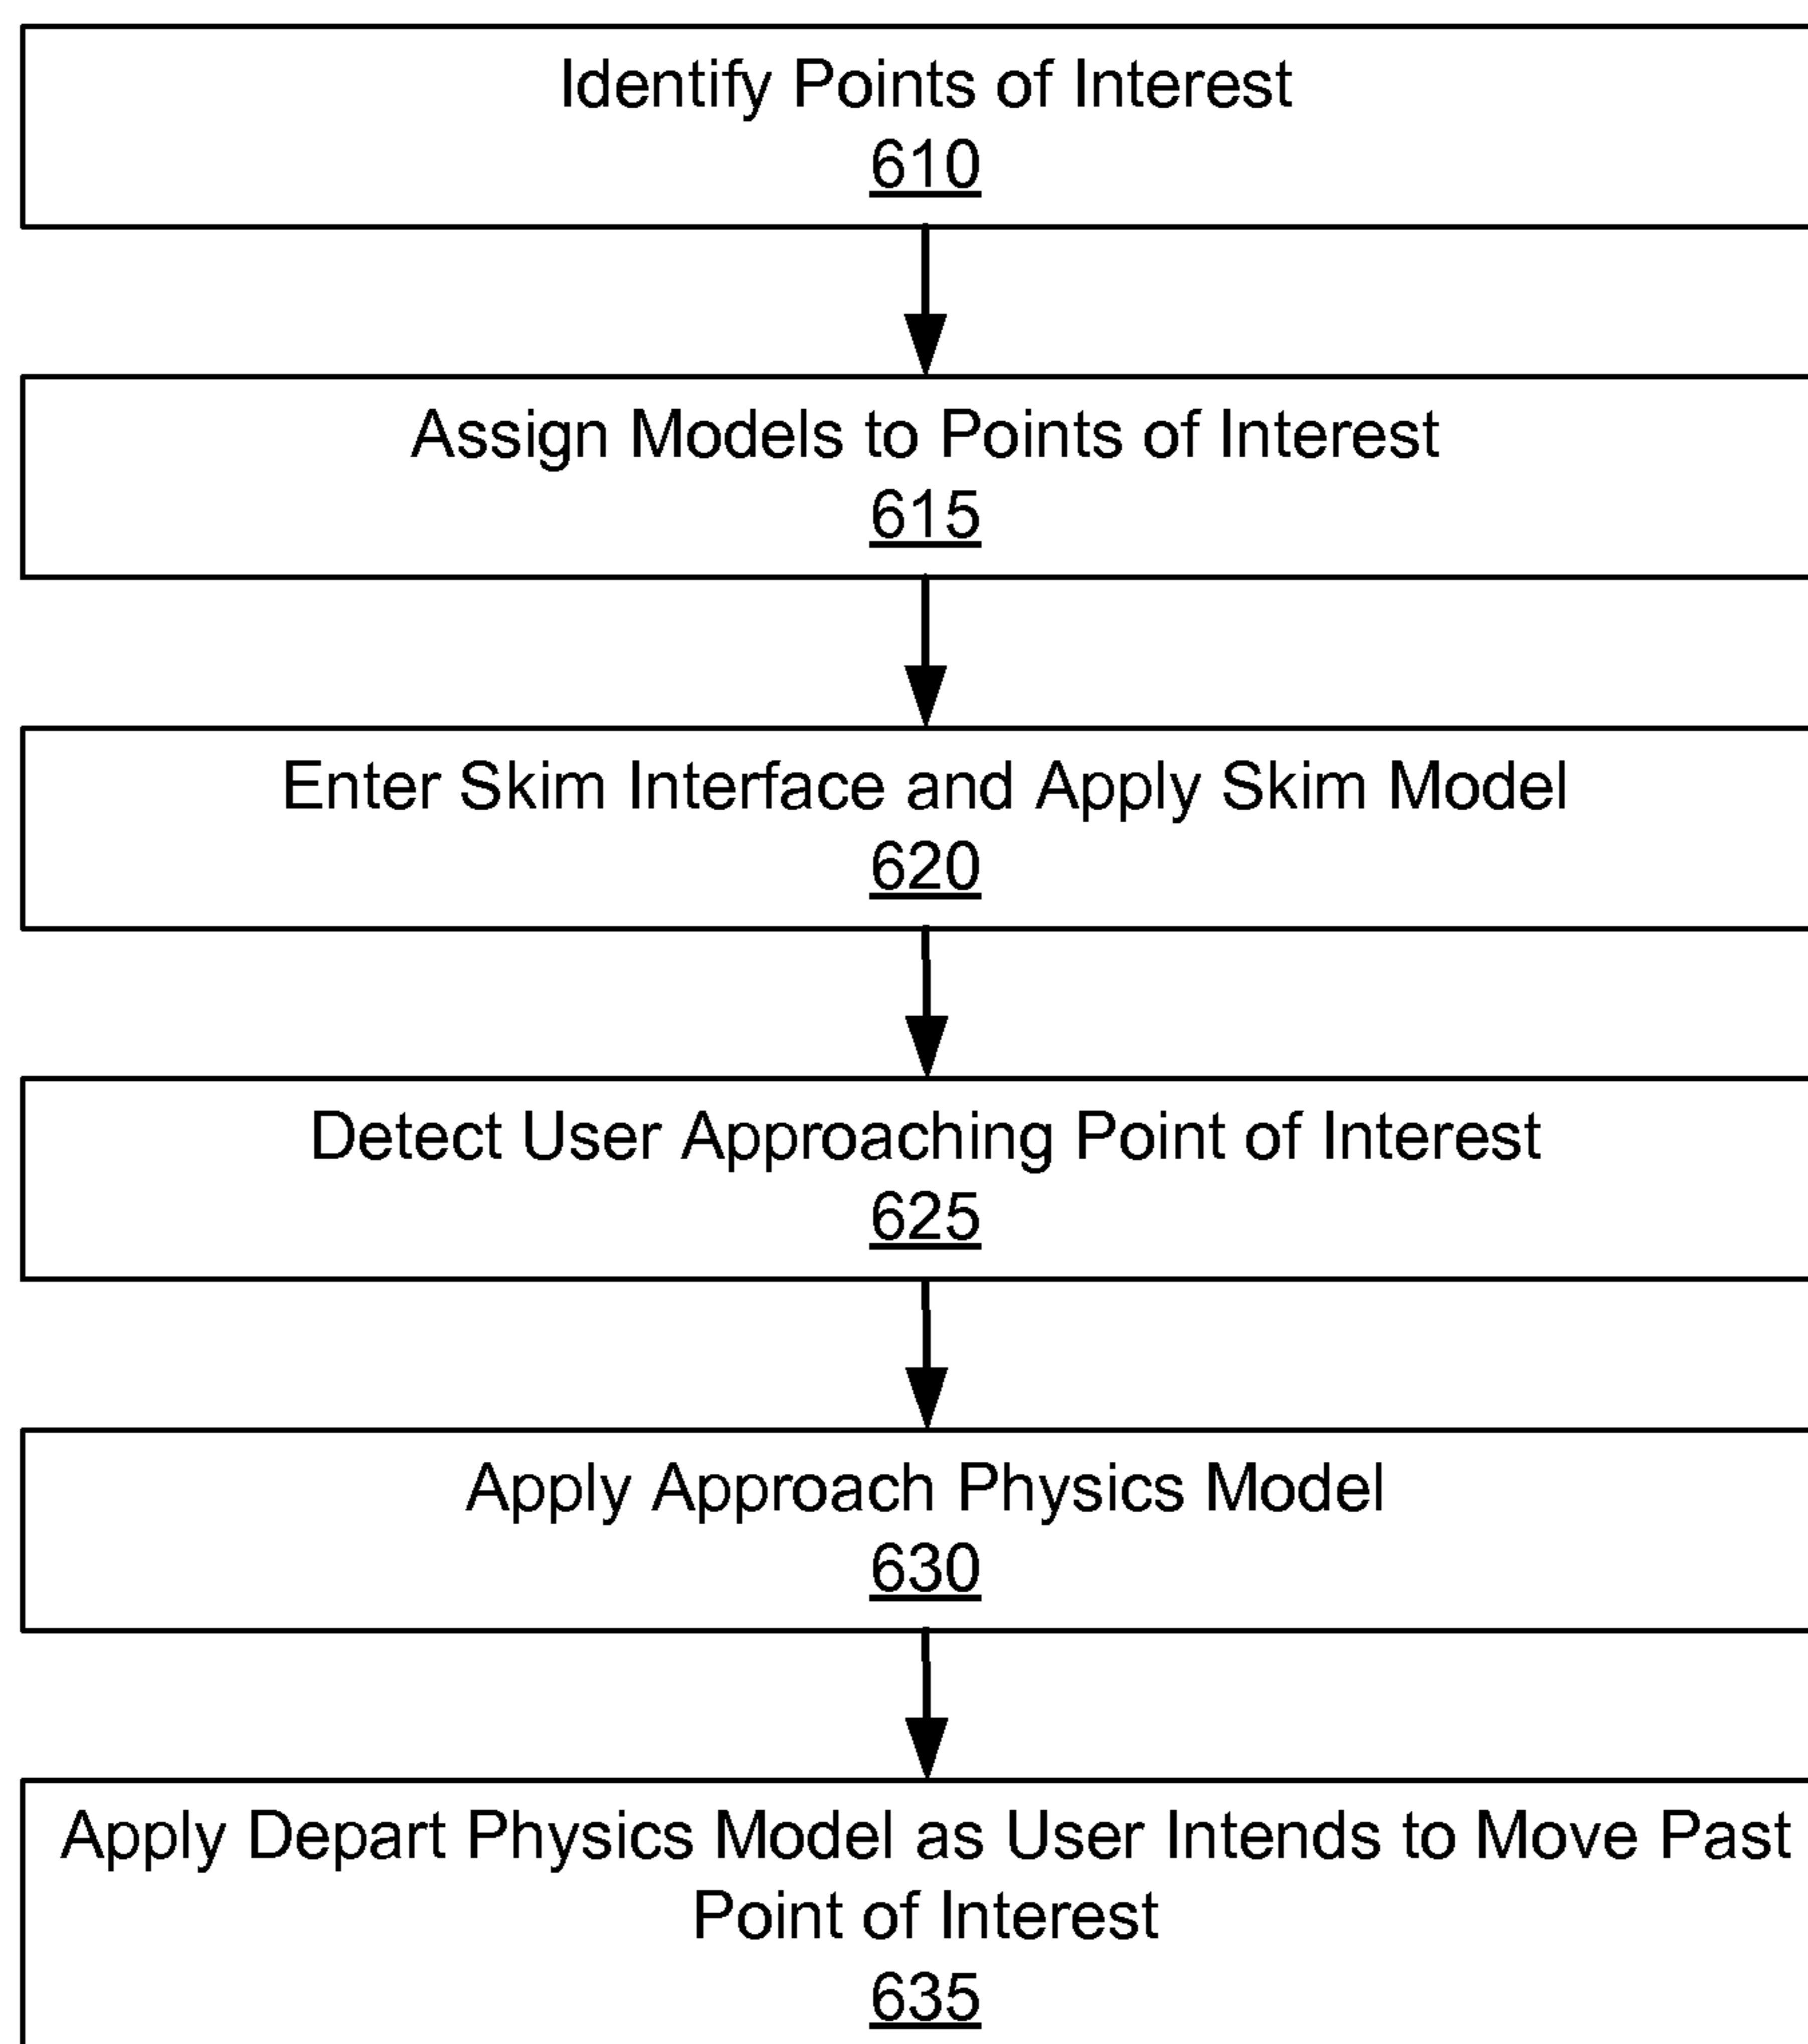 Identify Points of Interest
610
Assign Models to Points of Interest
615
Enter Skim Interface and Apply Skim Model
620
Detect User Approaching Point of Interest
625
Apply Approach Physics Model
630
Apply Depart Physics Model as User Intends to Move Past
Point of Interest
635